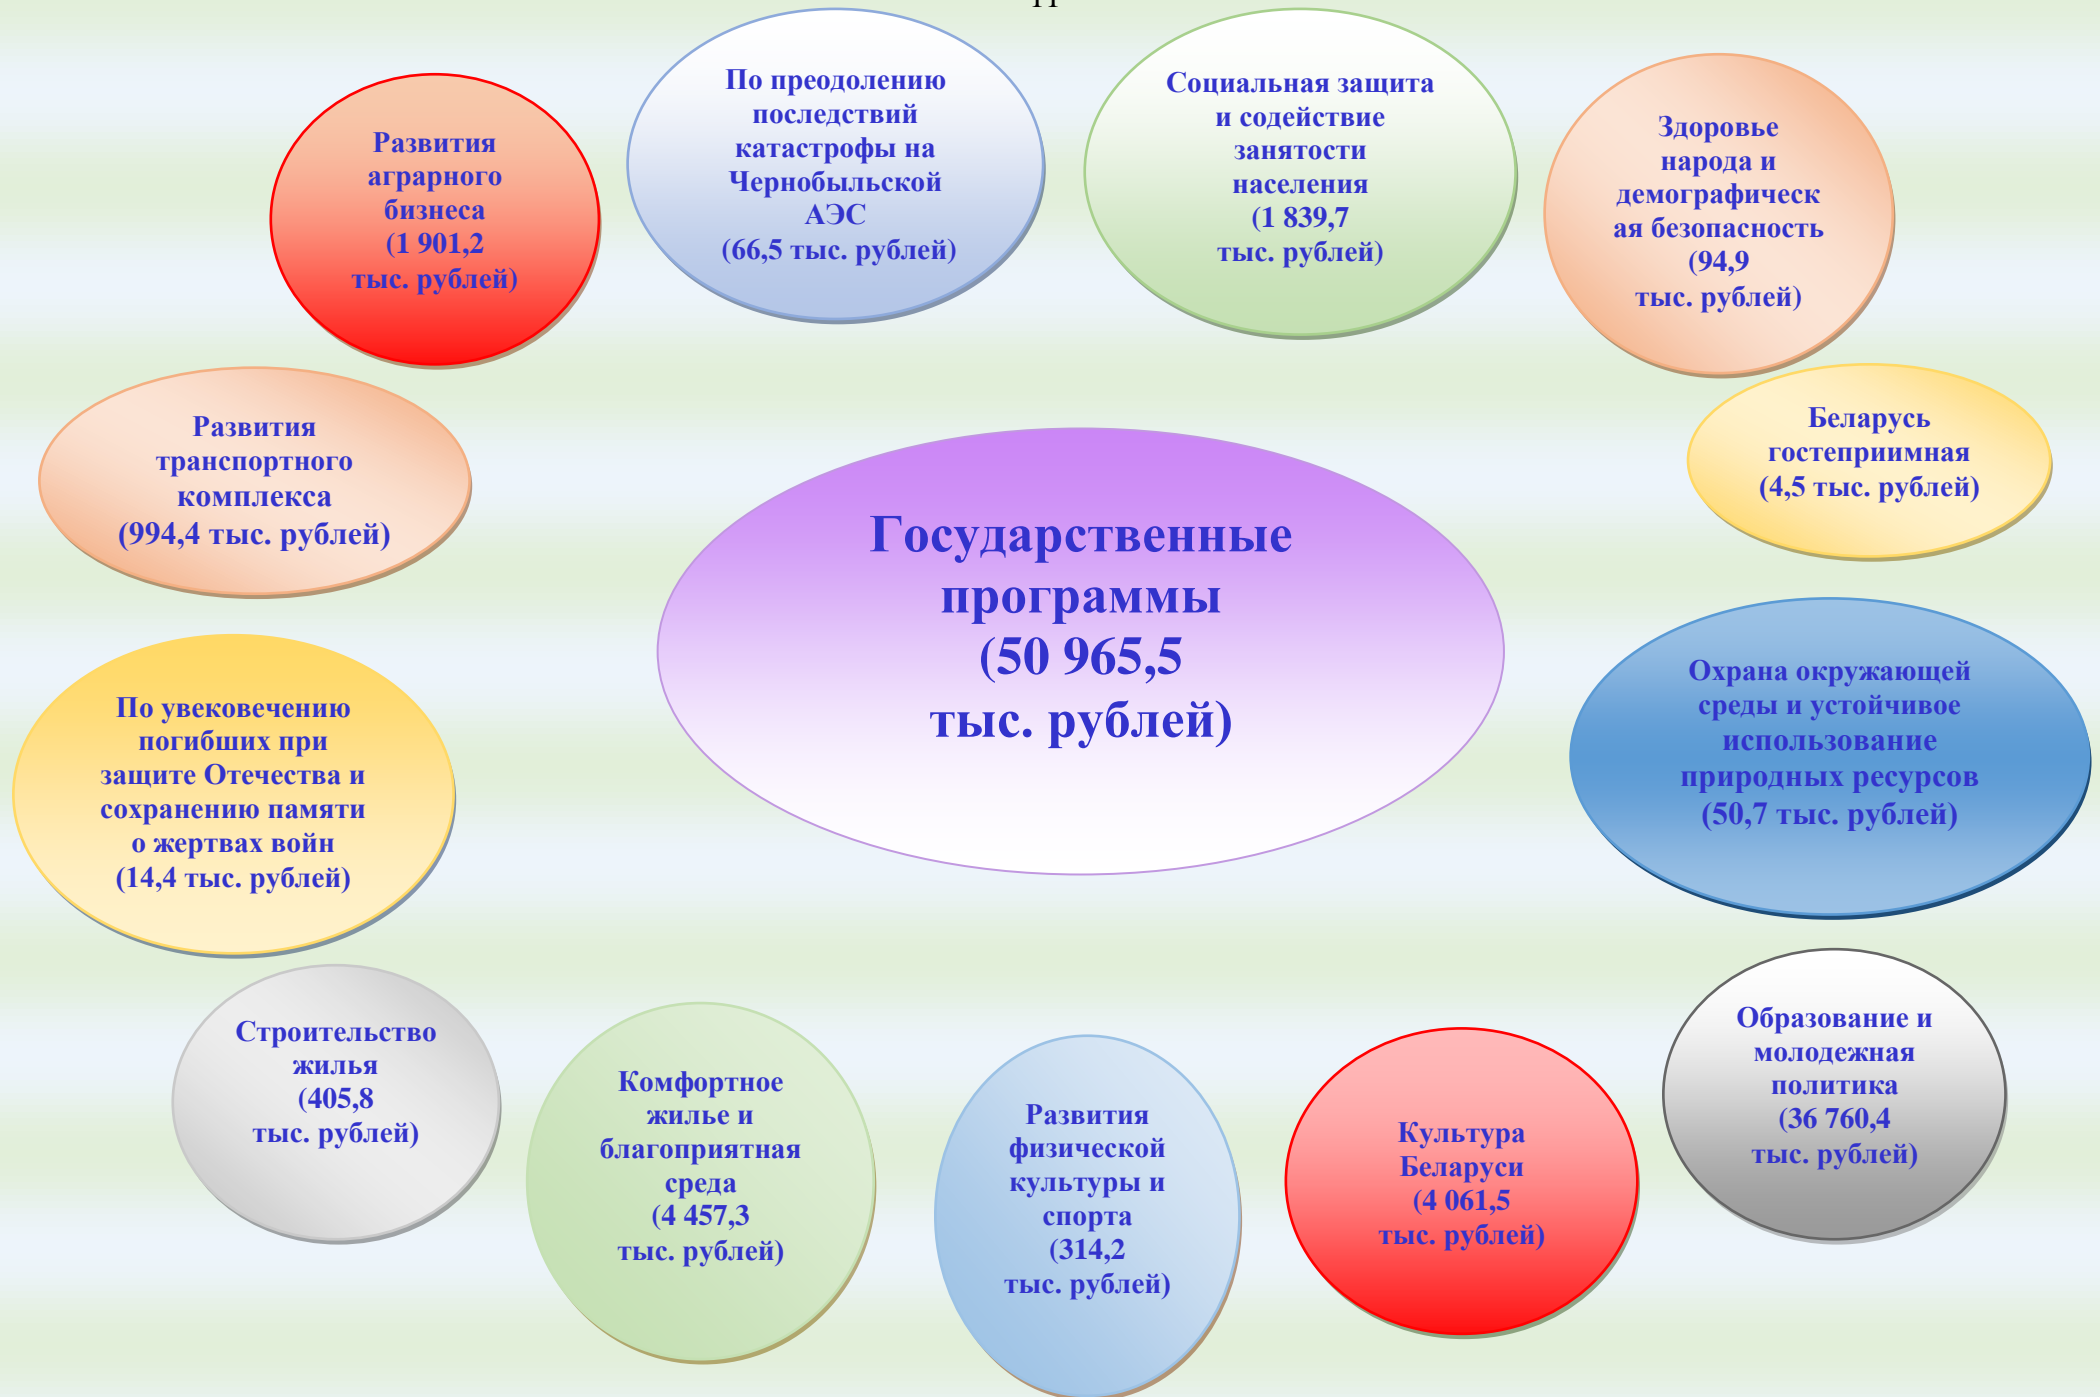 Развития
аграрного
бизнеса
(1 901,2
тыс. рублей)
По преодолению
последствий
катастрофы на
Чернобыльской
АЭС
(66,5 тыс. рублей)
Социальная защита
и содействие
занятости
населения
(1 839,7
тыс. рублей)
Здоровье
народа и
демографическ
ая безопасность
(94,9
тыс. рублей)
Развития
транспортного
комплекса
(994,4 тыс. рублей)
Беларусь
гостеприимная
(4,5 тыс. рублей)
Государственные
программы
(50 965,5
тыс. рублей)
По увековечению
погибших при
защите Отечества и
сохранению памяти
о жертвах войн
(14,4 тыс. рублей)
Охрана окружающей
среды и устойчивое
использование
природных ресурсов
(50,7 тыс. рублей)
Строительство
жилья
(405,8
тыс. рублей)
Комфортное
жилье и
благоприятная
среда
(4 457,3
тыс. рублей)
Развития
физической
культуры и
спорта
(314,2
тыс. рублей)
Культура
Беларуси
(4 061,5
тыс. рублей)
Образование и
молодежная
политика
(36 760,4
тыс. рублей)